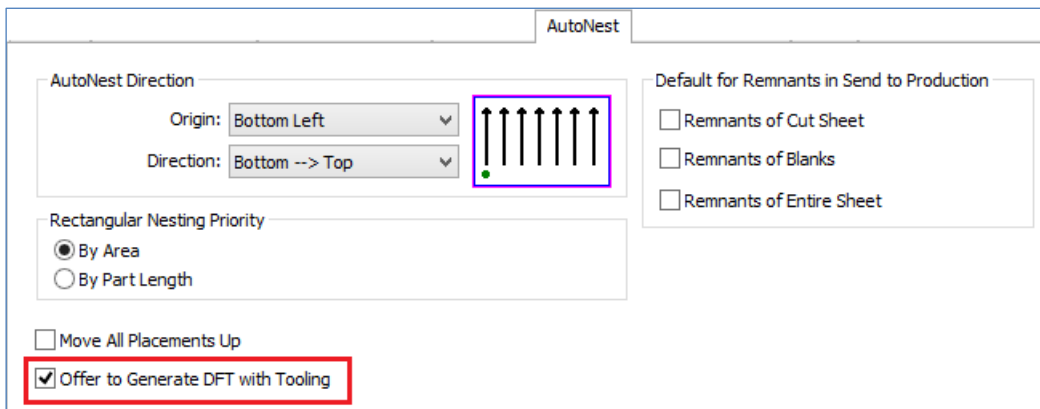 AutoNest
AutoNest Direction
Origin: Bottom Left
Direction: Bottom --> Top
Rectangular Nesting Priority
By Area
By Part Length
Move All Placements Up
Offer to Generate DFT with Tooling
Default for Remnants in Send to Production
Remnants of Cut Sheet
Remnants of Blanks
Remnants of Entire Sheet